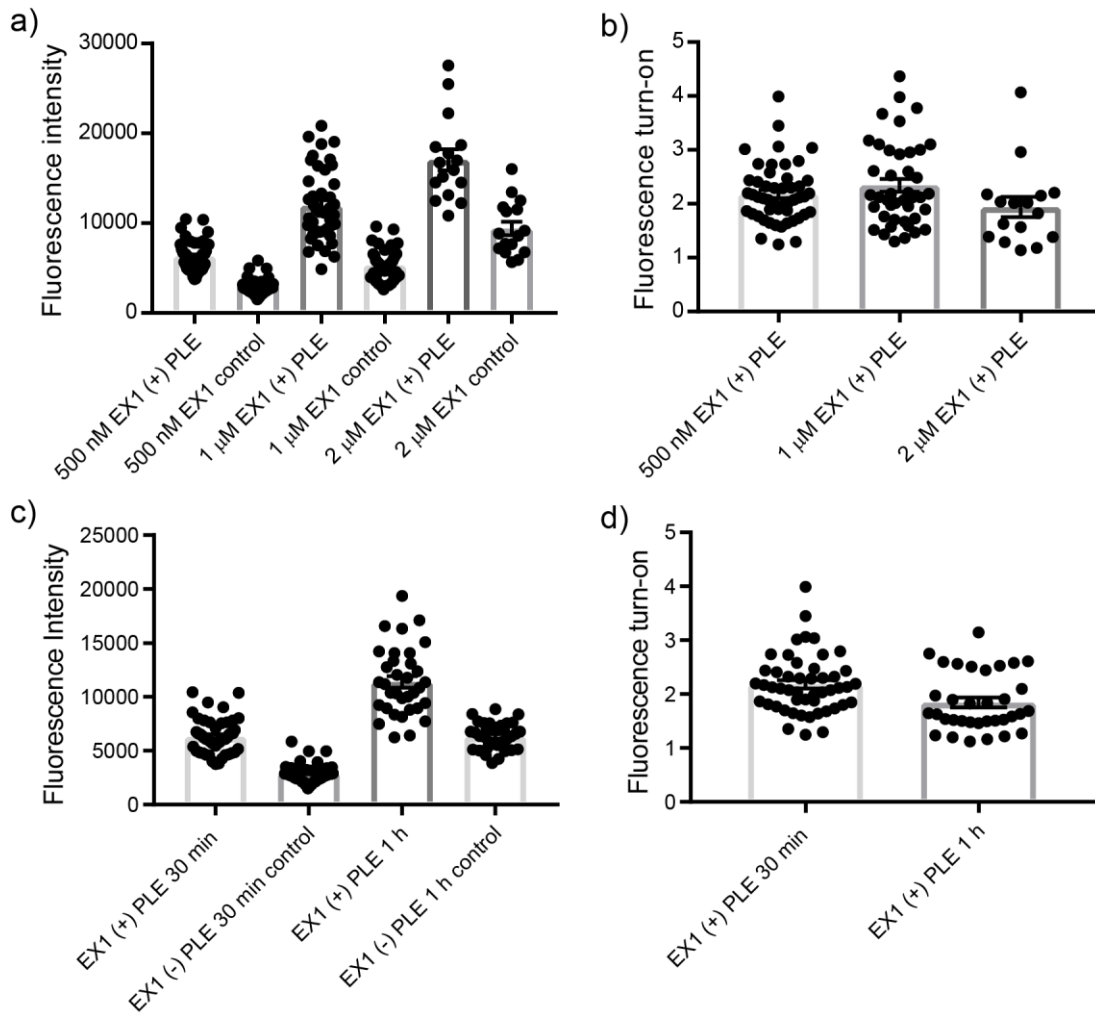 a)
Fluorescence intensity
30000
20000
10000
0
500 nM EX1 (+) PLE
500 nM EX1 control
1 μM EX1 (+) PLE
1 μM EX1 control
2 μM EX1 (+) PLE
2 μM EX1 control
b)
Fluorescence turn-on
5
4
3
2
1
0
500 nM EX1 (+) PLE
1 μM EX1 (+) PLE
2 μM EX1 (+) PLE
c)
Fluorescence Intensity
25000
20000
15000
10000
5000
0
EX1 (+) PLE 30 min
EX1 (-) PLE 30 min control
EX1 (+) PLE 1 h
EX1 (-) PLE 1 h control
d)
Fluorescence turn-on
5
4
3
2
1
0
EX1 (+) PLE 30 min
EX1 (+) PLE 1 h